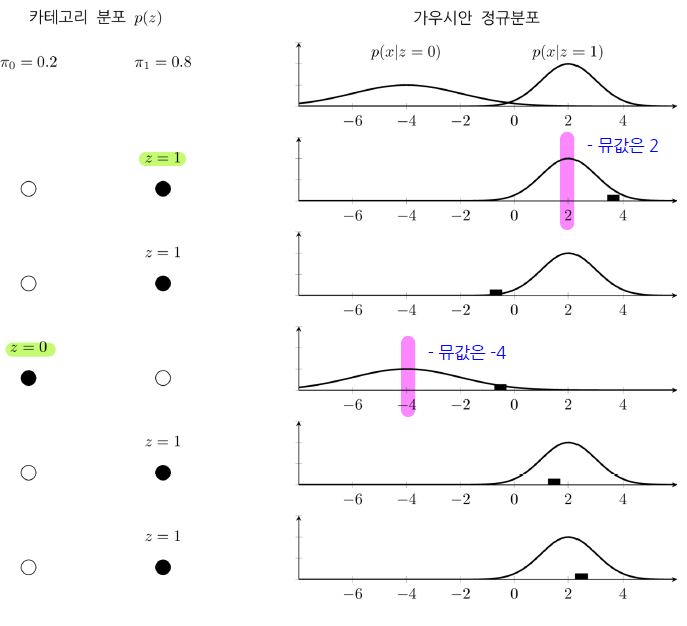 카테고리 분포 p(z)
가우시안 정규분포
π₀ = 0.2
π₁ = 0.8
p(x|z = 0)
p(x|z = 1)
−6 −4 −2 0 2 4
z = 1
- 뮤값은 2
−6 −4 −2 0 2 4
z = 1
−6 −4 −2 0 2 4
z = 0
- 뮤값은 -4
−6 −4 −2 0 2 4
z = 1
−6 −4 −2 0 2 4
z = 1
−6 −4 −2 0 2 4